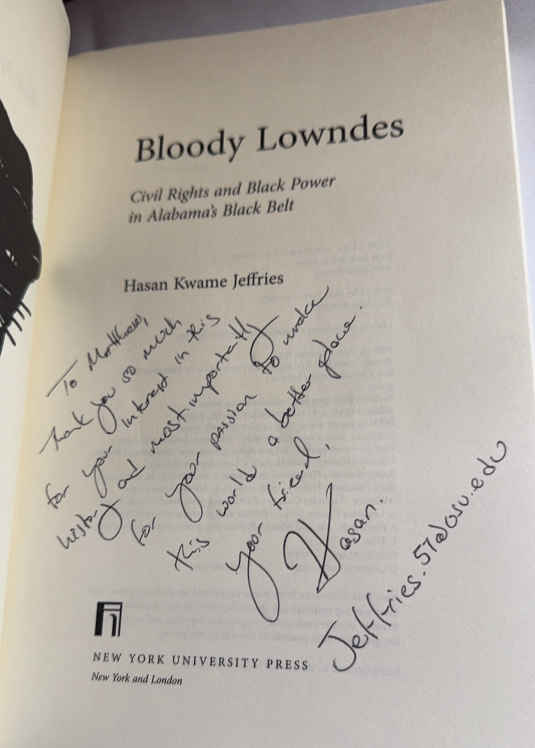 Bloody Lowndes
Civil Rights and Black Power
in Alabama's Black Belt
Hasan Kwame Jeffries
To Matthew,
Thank you so much
for your interest in this
history and most importantly
for your passion to make
this world a better place.
Your friend,
Hasan.
Jeffries.57@osu.edu
NEW YORK UNIVERSITY PRESS
New York and London